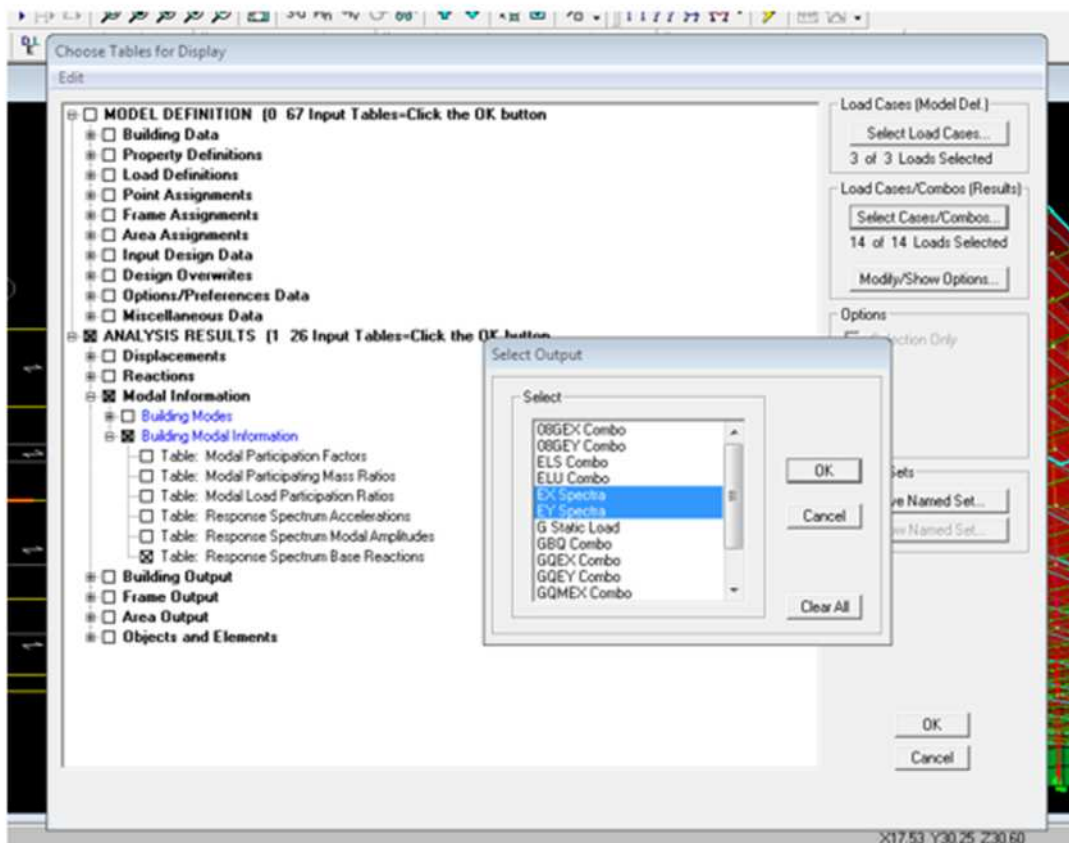 Choose Tables for Display
Edit
MODEL DEFINITION (0 67 Input Tables=Click the OK button
Building Data
Property Definitions
Load Definitions
Point Assignments
Frame Assignments
Area Assignments
Input Design Data
Design Overwrites
Options/Preferences Data
Miscellaneous Data
ANALYSIS RESULTS (1 26 Input Tables=Click the OK button
Displacements
Reactions
Modal Information
Building Modes
Building Modal Information
Table: Modal Participation Factors
Table: Modal Participating Mass Ratios
Table: Modal Load Participation Ratios
Table: Response Spectrum Accelerations
Table: Response Spectrum Modal Amplitudes
Table: Response Spectrum Base Reactions
Building Output
Frame Output
Area Output
Objects and Elements
Load Cases (Model Def.)
Select Load Cases...
3 of 3 Loads Selected
Load Cases/Combos (Results)
Select Cases/Combos...
14 of 14 Loads Selected
Modify/Show Options...
Options
ection Only
Sets
ve Named Set...
w Named Set...
OK
Cancel
Select Output
Select
08GEX Combo
08GEY Combo
ELS Combo
ELU Combo
EX Spectra
EY Spectra
G Static Load
GBQ Combo
GQEX Combo
GQEY Combo
GQMEX Combo
OK
Cancel
Clear All
X17.53 Y30.25 Z30.60